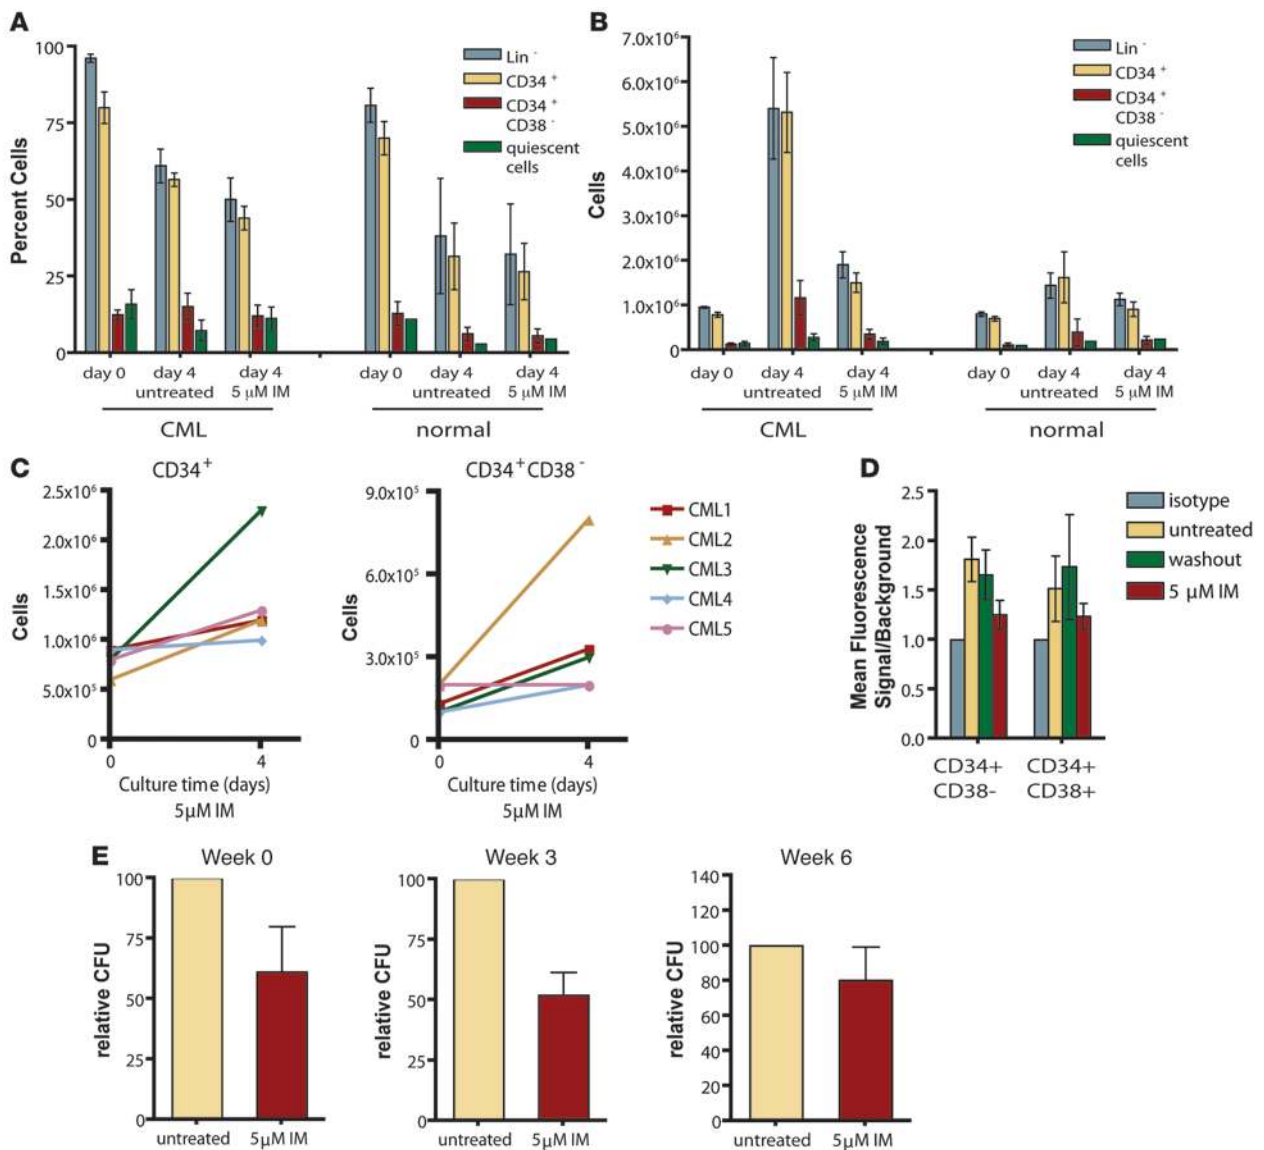 A
Percent Cells
100
75
50
25
0
Lin -
CD34 +
CD34 +
CD38 -
quiescent
cells
day 0
day 4
untreated
day 4
5 μM IM
day 0
day 4
untreated
day 4
5 μM IM
CML
normal
B
Cells
7.0x10⁶
6.0x10⁶
5.0x10⁶
4.0x10⁶
3.0x10⁶
2.0x10⁶
1.0x10⁶
0
Lin -
CD34 +
CD34 +
CD38 -
quiescent
cells
day 0
day 4
untreated
day 4
5 μM IM
day 0
day 4
untreated
day 4
5 μM IM
CML
normal
C
CD34+
Cells
2.5x10⁶
2.0x10⁶
1.5x10⁶
1.0x10⁶
5.0x10⁵
0
0
4
Culture time (days)
5μM IM
CD34+CD38 -
Cells
9.0x10⁵
6.0x10⁵
3.0x10⁵
0
0
4
Culture time (days)
5μM IM
CML1
CML2
CML3
CML4
CML5
D
Mean Fluorescence
Signal/Background
2.5
2.0
1.5
1.0
0.5
0.0
CD34+
CD38-
CD34+
CD38+
isotype
untreated
washout
5 μM IM
E
Week 0
relative CFU
100
75
50
25
0
untreated
5μM IM
Week 3
relative CFU
100
75
50
25
0
untreated
5μM IM
Week 6
relative CFU
140
120
100
80
60
40
20
0
untreated
5μM IM